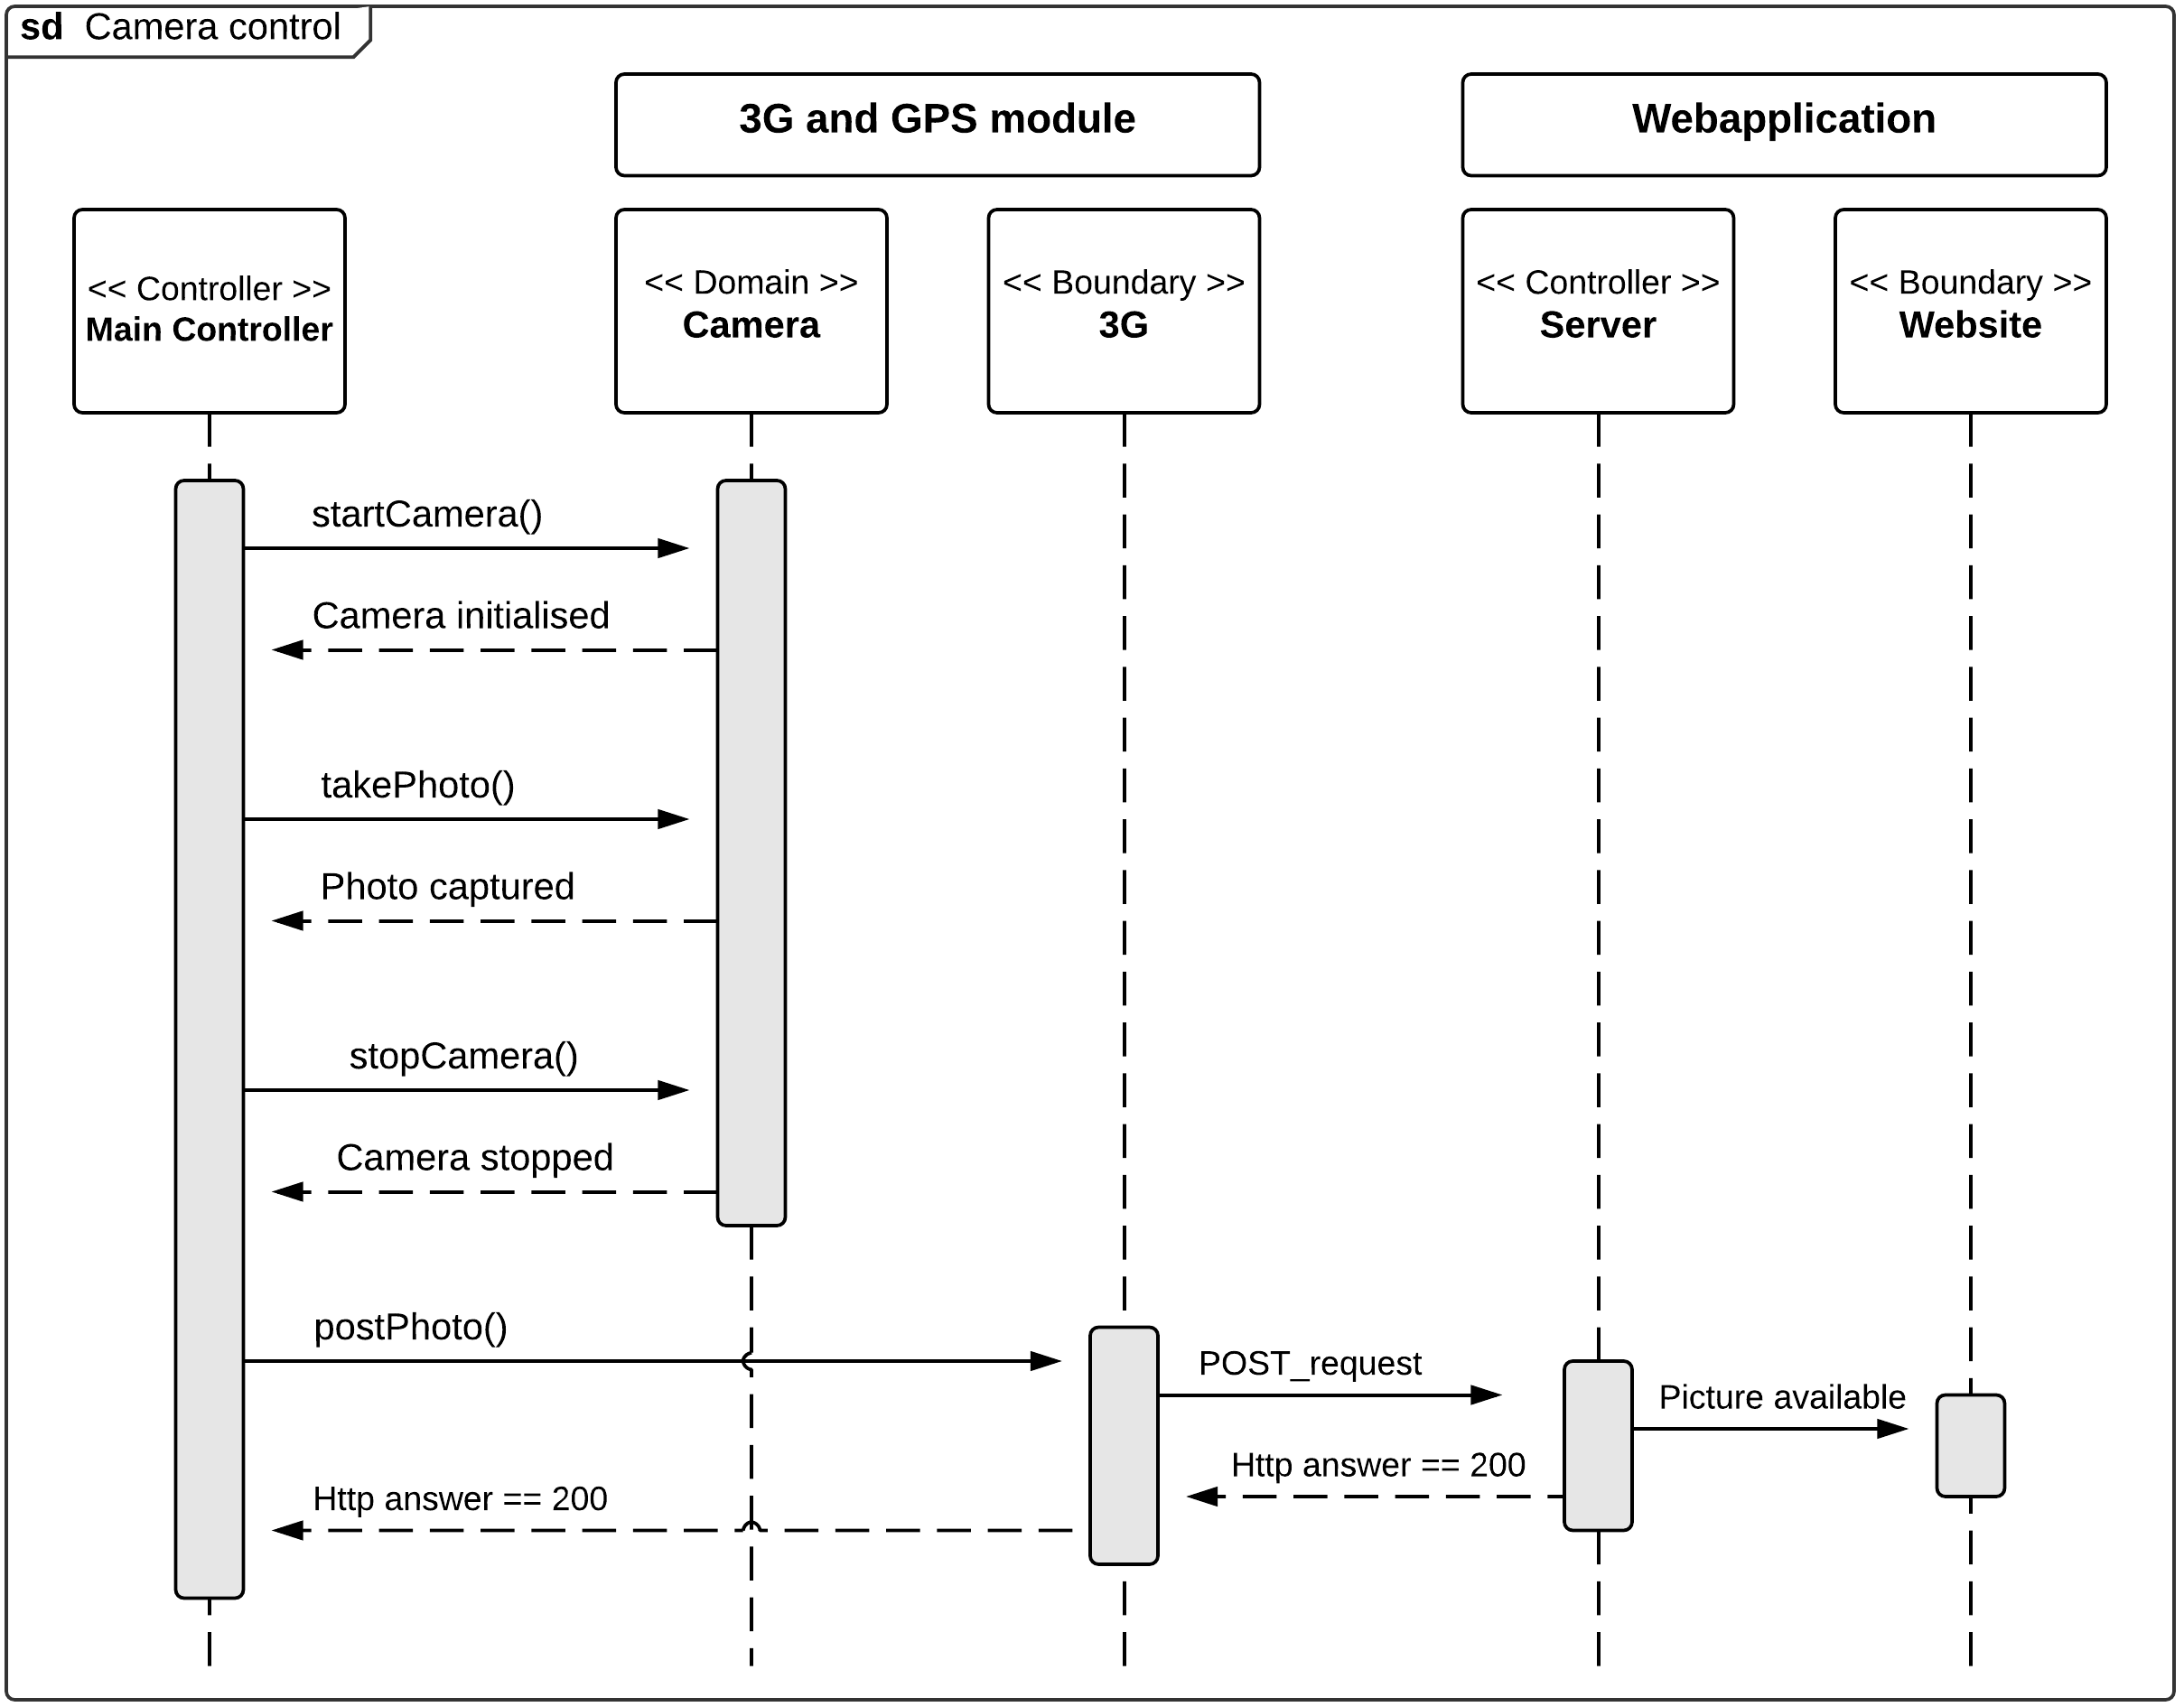 sd Camera control
3G and GPS module
Webapplication
<< Controller >>
Main Controller
<< Domain >>
Camera
<< Boundary >>
3G
<< Controller >>
Server
<< Boundary >>
Website
startCamera()
Camera initialised
takePhoto()
Photo captured
stopCamera()
Camera stopped
postPhoto()
POST_request
Picture available
Http answer == 200
Http answer == 200